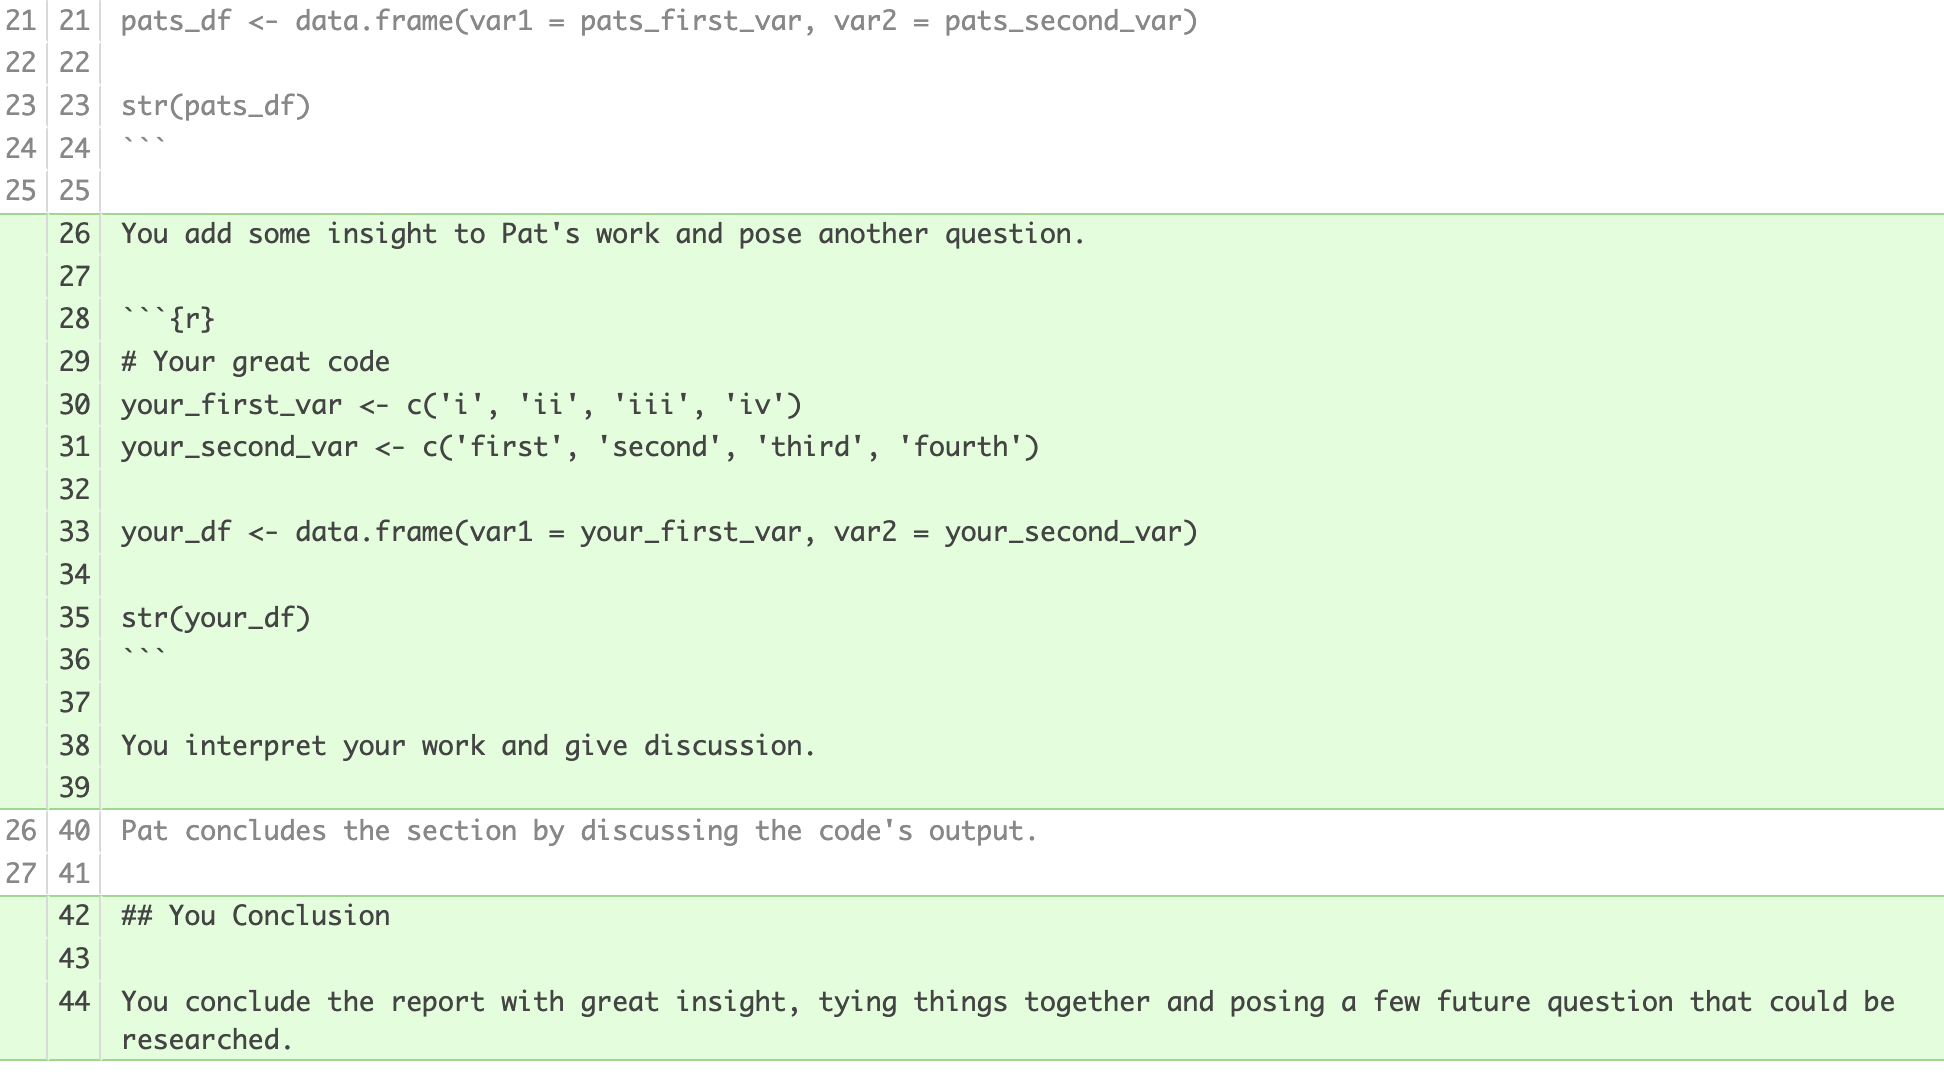 21 21 pats_df <- data.frame(var1 = pats_first_var, var2 = pats_second_var)
22 22
23 23 str(pats_df)
24 24 ```
25 25
26 You add some insight to Pat's work and pose another question.
27
28 ```{r}
29 # Your great code
30 your_first_var <- c('i', 'ii', 'iii', 'iv')
31 your_second_var <- c('first', 'second', 'third', 'fourth')
32
33 your_df <- data.frame(var1 = your_first_var, var2 = your_second_var)
34
35 str(your_df)
36 ```
37
38 You interpret your work and give discussion.
39
26 40 Pat concludes the section by discussing the code's output.
27 41
42 ## You Conclusion
43
44 You conclude the report with great insight, tying things together and posing a few future question that could be
researched.